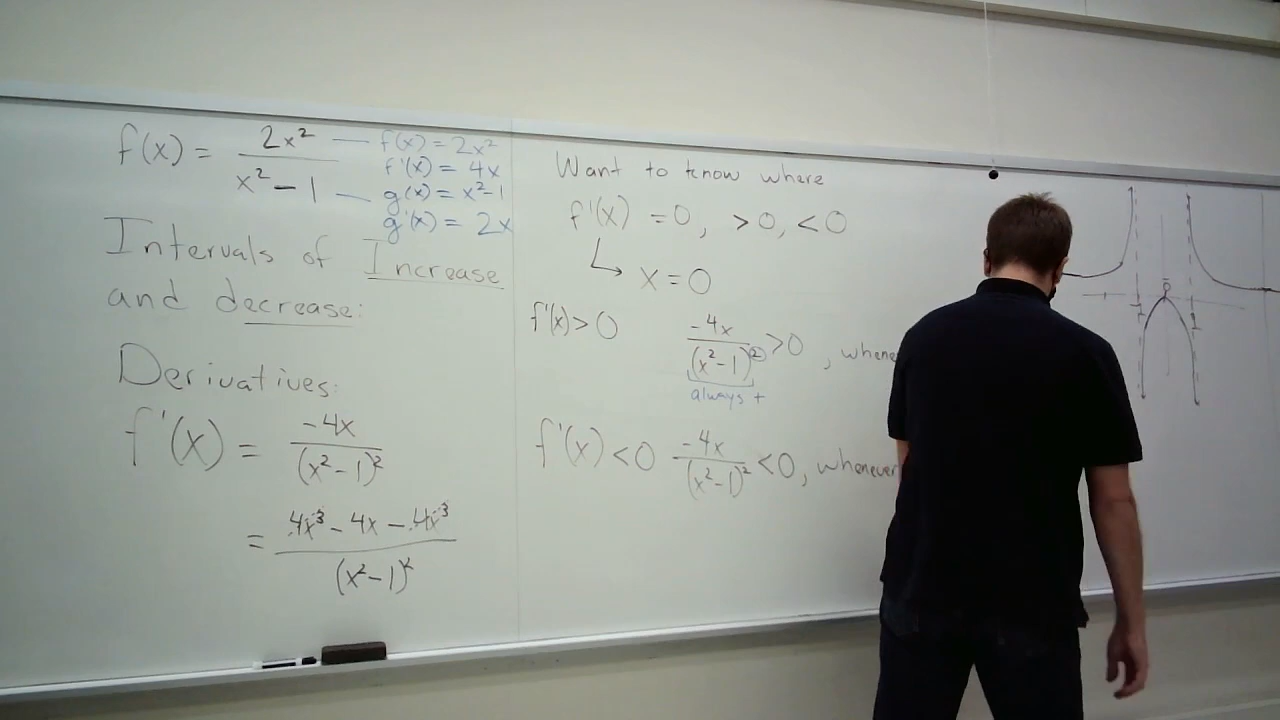 f(x) = 2x² / x² - 1
f(x) = 2x²
f'(x) = 4x
g(x) = x²-1
g'(x) = 2x
Intervals of Increase
and decrease:
Derivatives:
f'(x) = -4x / (x²-1)²
= 4x³ - 4x - 4x³ / (x²-1)²
Want to know where
f'(x) = 0, > 0, < 0
x = 0
f'(x) > 0 -4x / (x²-1)² > 0 ,
always +
f'(x) < 0 -4x / (x²-1)² < 0, whenever